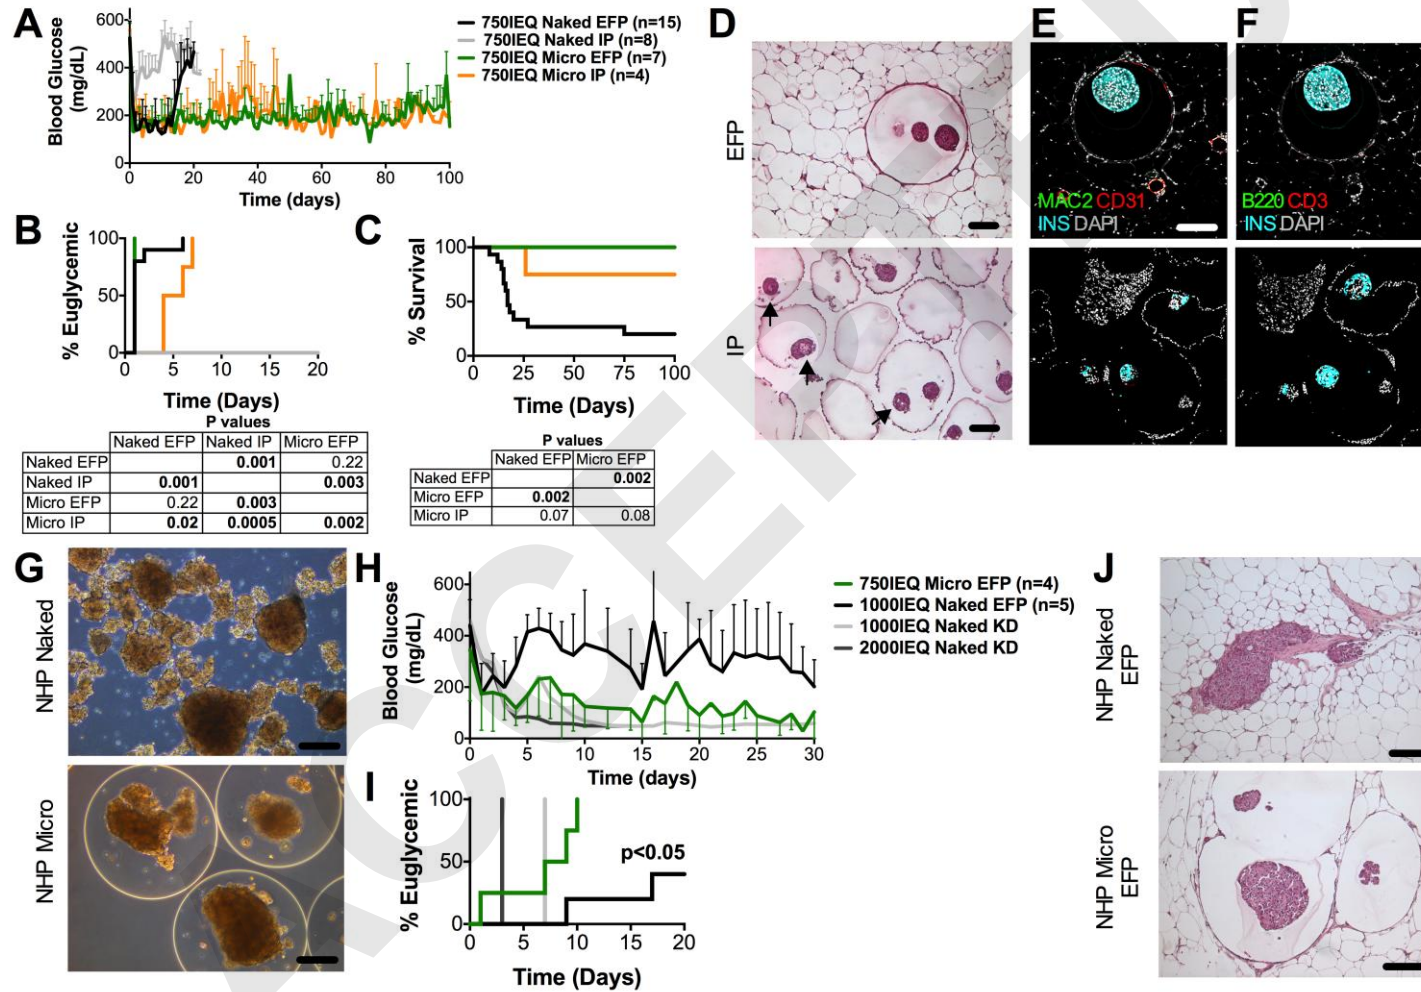 A
Blood Glucose
(mg/dL)
600
400
200
0
0
20
40
60
80
100
Time (days)
750IEQ Naked EFP (n=15)
750IEQ Naked IP (n=8)
750IEQ Micro EFP (n=7)
750IEQ Micro IP (n=4)
B
% Euglycemic
100
50
0
0
5
10
15
20
Time (Days)
P values
Naked EFP Naked IP Micro EFP
Naked EFP 0.001 0.22
Naked IP 0.001 0.003
Micro EFP 0.22 0.003
Micro IP 0.02 0.0005 0.002
C
% Survival
100
50
0
0
25
50
75
100
Time (Days)
P values
Naked EFP Micro EFP
Naked EFP 0.002
Micro EFP 0.002
Micro IP 0.07 0.08
D
EFP
IP
E
MAC2 CD31
INS DAPI
F
B220 CD3
INS DAPI
G
NHP Naked
NHP Micro
H
Blood Glucose
(mg/dL)
600
400
200
0
0
5
10
15
20
25
30
Time (days)
750IEQ Micro EFP (n=4)
1000IEQ Naked EFP (n=5)
1000IEQ Naked KD
2000IEQ Naked KD
I
% Euglycemic
100
50
0
p<0.05
0
5
10
15
20
Time (Days)
J
NHP Naked
EFP
NHP Micro
EFP